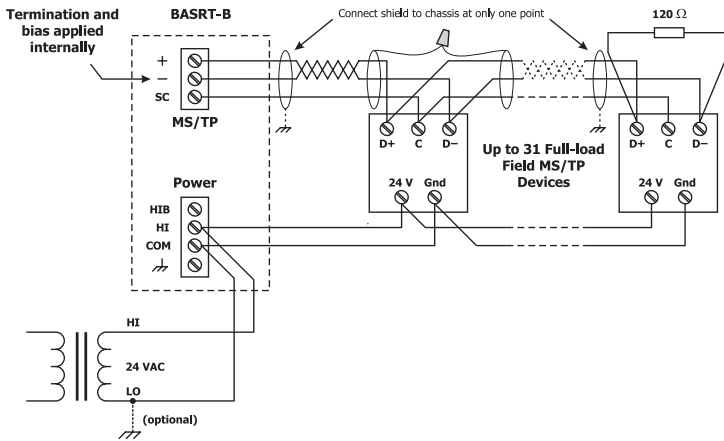 Termination and
bias applied
internally
BASRT-B
Connect shield to chassis at only one point
120 Ω
+
−
SC
MS/TP
D+ C D−
D+ C D−
Up to 31 Full-load
Field MS/TP
Devices
24 V Gnd
24 V Gnd
Power
HIB
HI
COM
HI
24 VAC
LO
(optional)